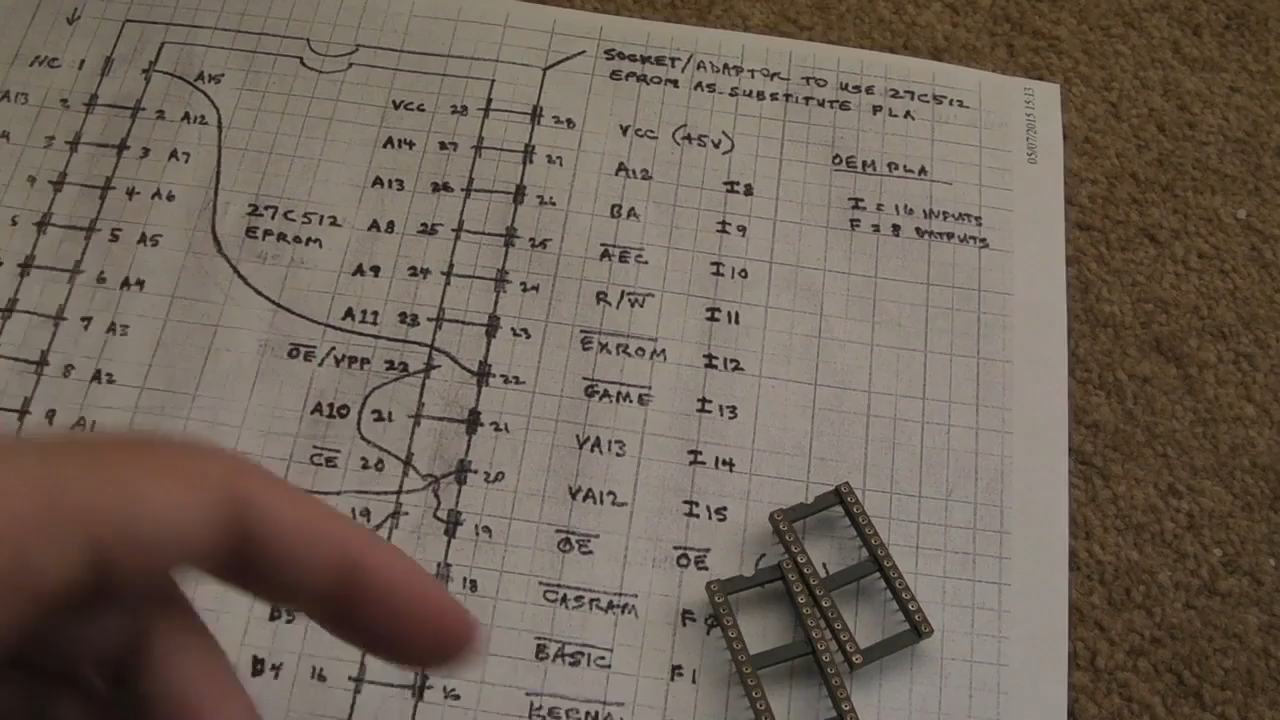 SOCKET/ADAPTOR TO USE 27C512
EPROM AS SUBSTITUTE PLA
05/07/2015 15:13
NC 1
A15
A13 2
2 A12
3
3 A7
4 A6
5
5 A5
6 A4
7 A3
8 A2
9 A1
27C512
EPROM
VCC 28
28
VCC (+5V)
A14 27
27
A12 I8
A13 26
26
BA I9
A8 25
25
AEC I10
A9 24
24
R/W I11
A11 23
23
EXROM I12
OE/VPP 22
22
GAME I13
A10 21
21
VA13 I14
CE 20
20
VA12 I15
19
19
OE OE
18
CASRAM
D4 16
16
BASIC F1
OEM PLA
I = 16 INPUTS
F = 8 OUTPUTS